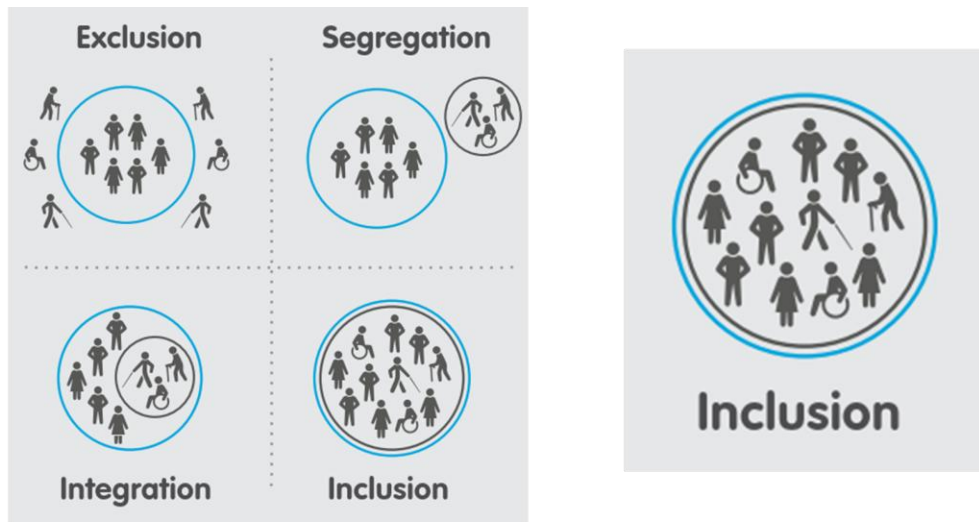 Exclusion
Segregation
Integration
Inclusion
Inclusion